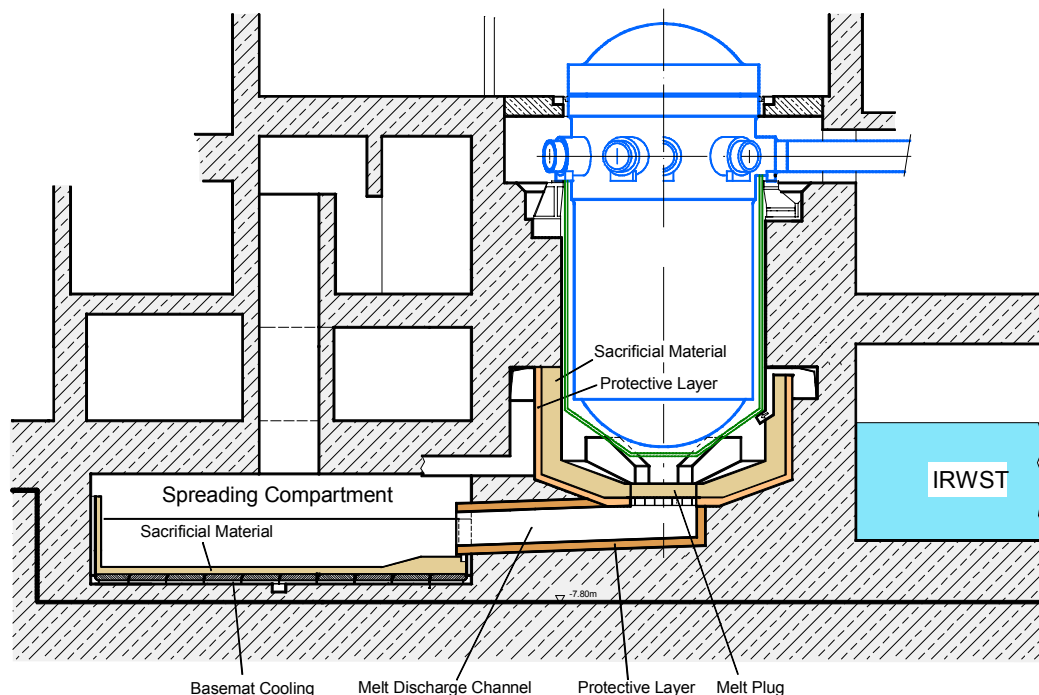 Sacrificial Material
Protective Layer
IRWST
Spreading Compartment
Sacrificial Material
-7.80m
Basemat Cooling
Melt Discharge Channel
Protective Layer
Melt Plug